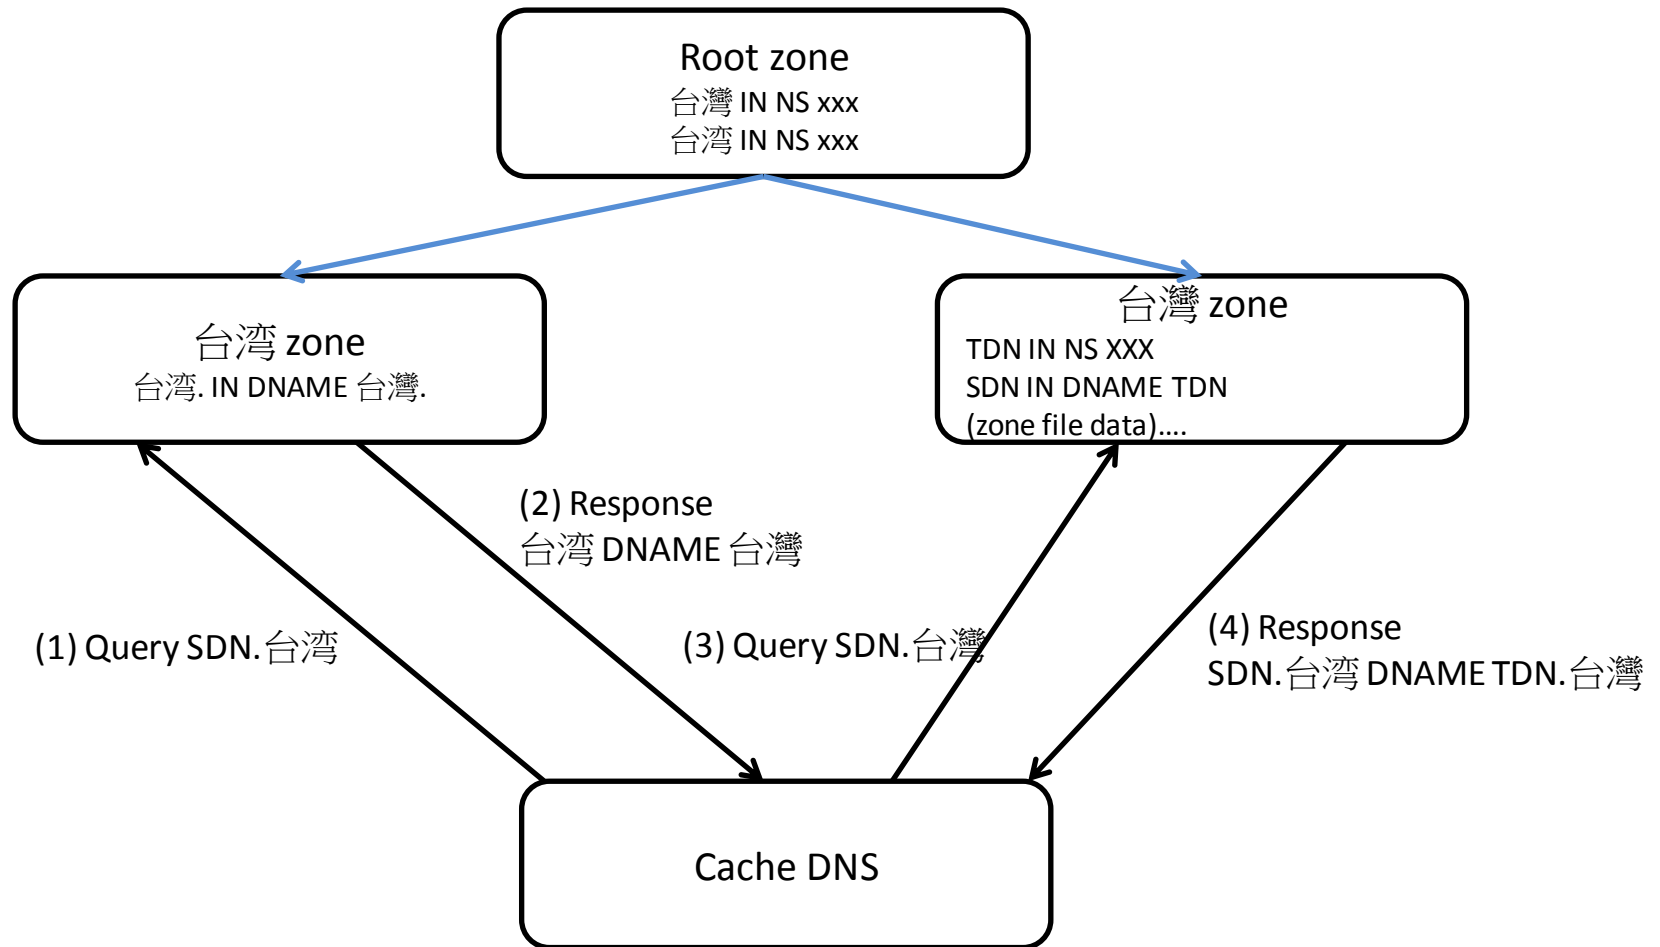 Root zone
台灣 IN NS xxx
台湾 IN NS xxx
台湾 zone
台湾. IN DNAME 台灣.
台灣 zone
TDN IN NS XXX
SDN IN DNAME TDN
(zone file data)....
(2) Response
台湾 DNAME 台灣
(1) Query SDN.台湾
(3) Query SDN.台灣
(4) Response
SDN.台湾 DNAME TDN.台灣
Cache DNS